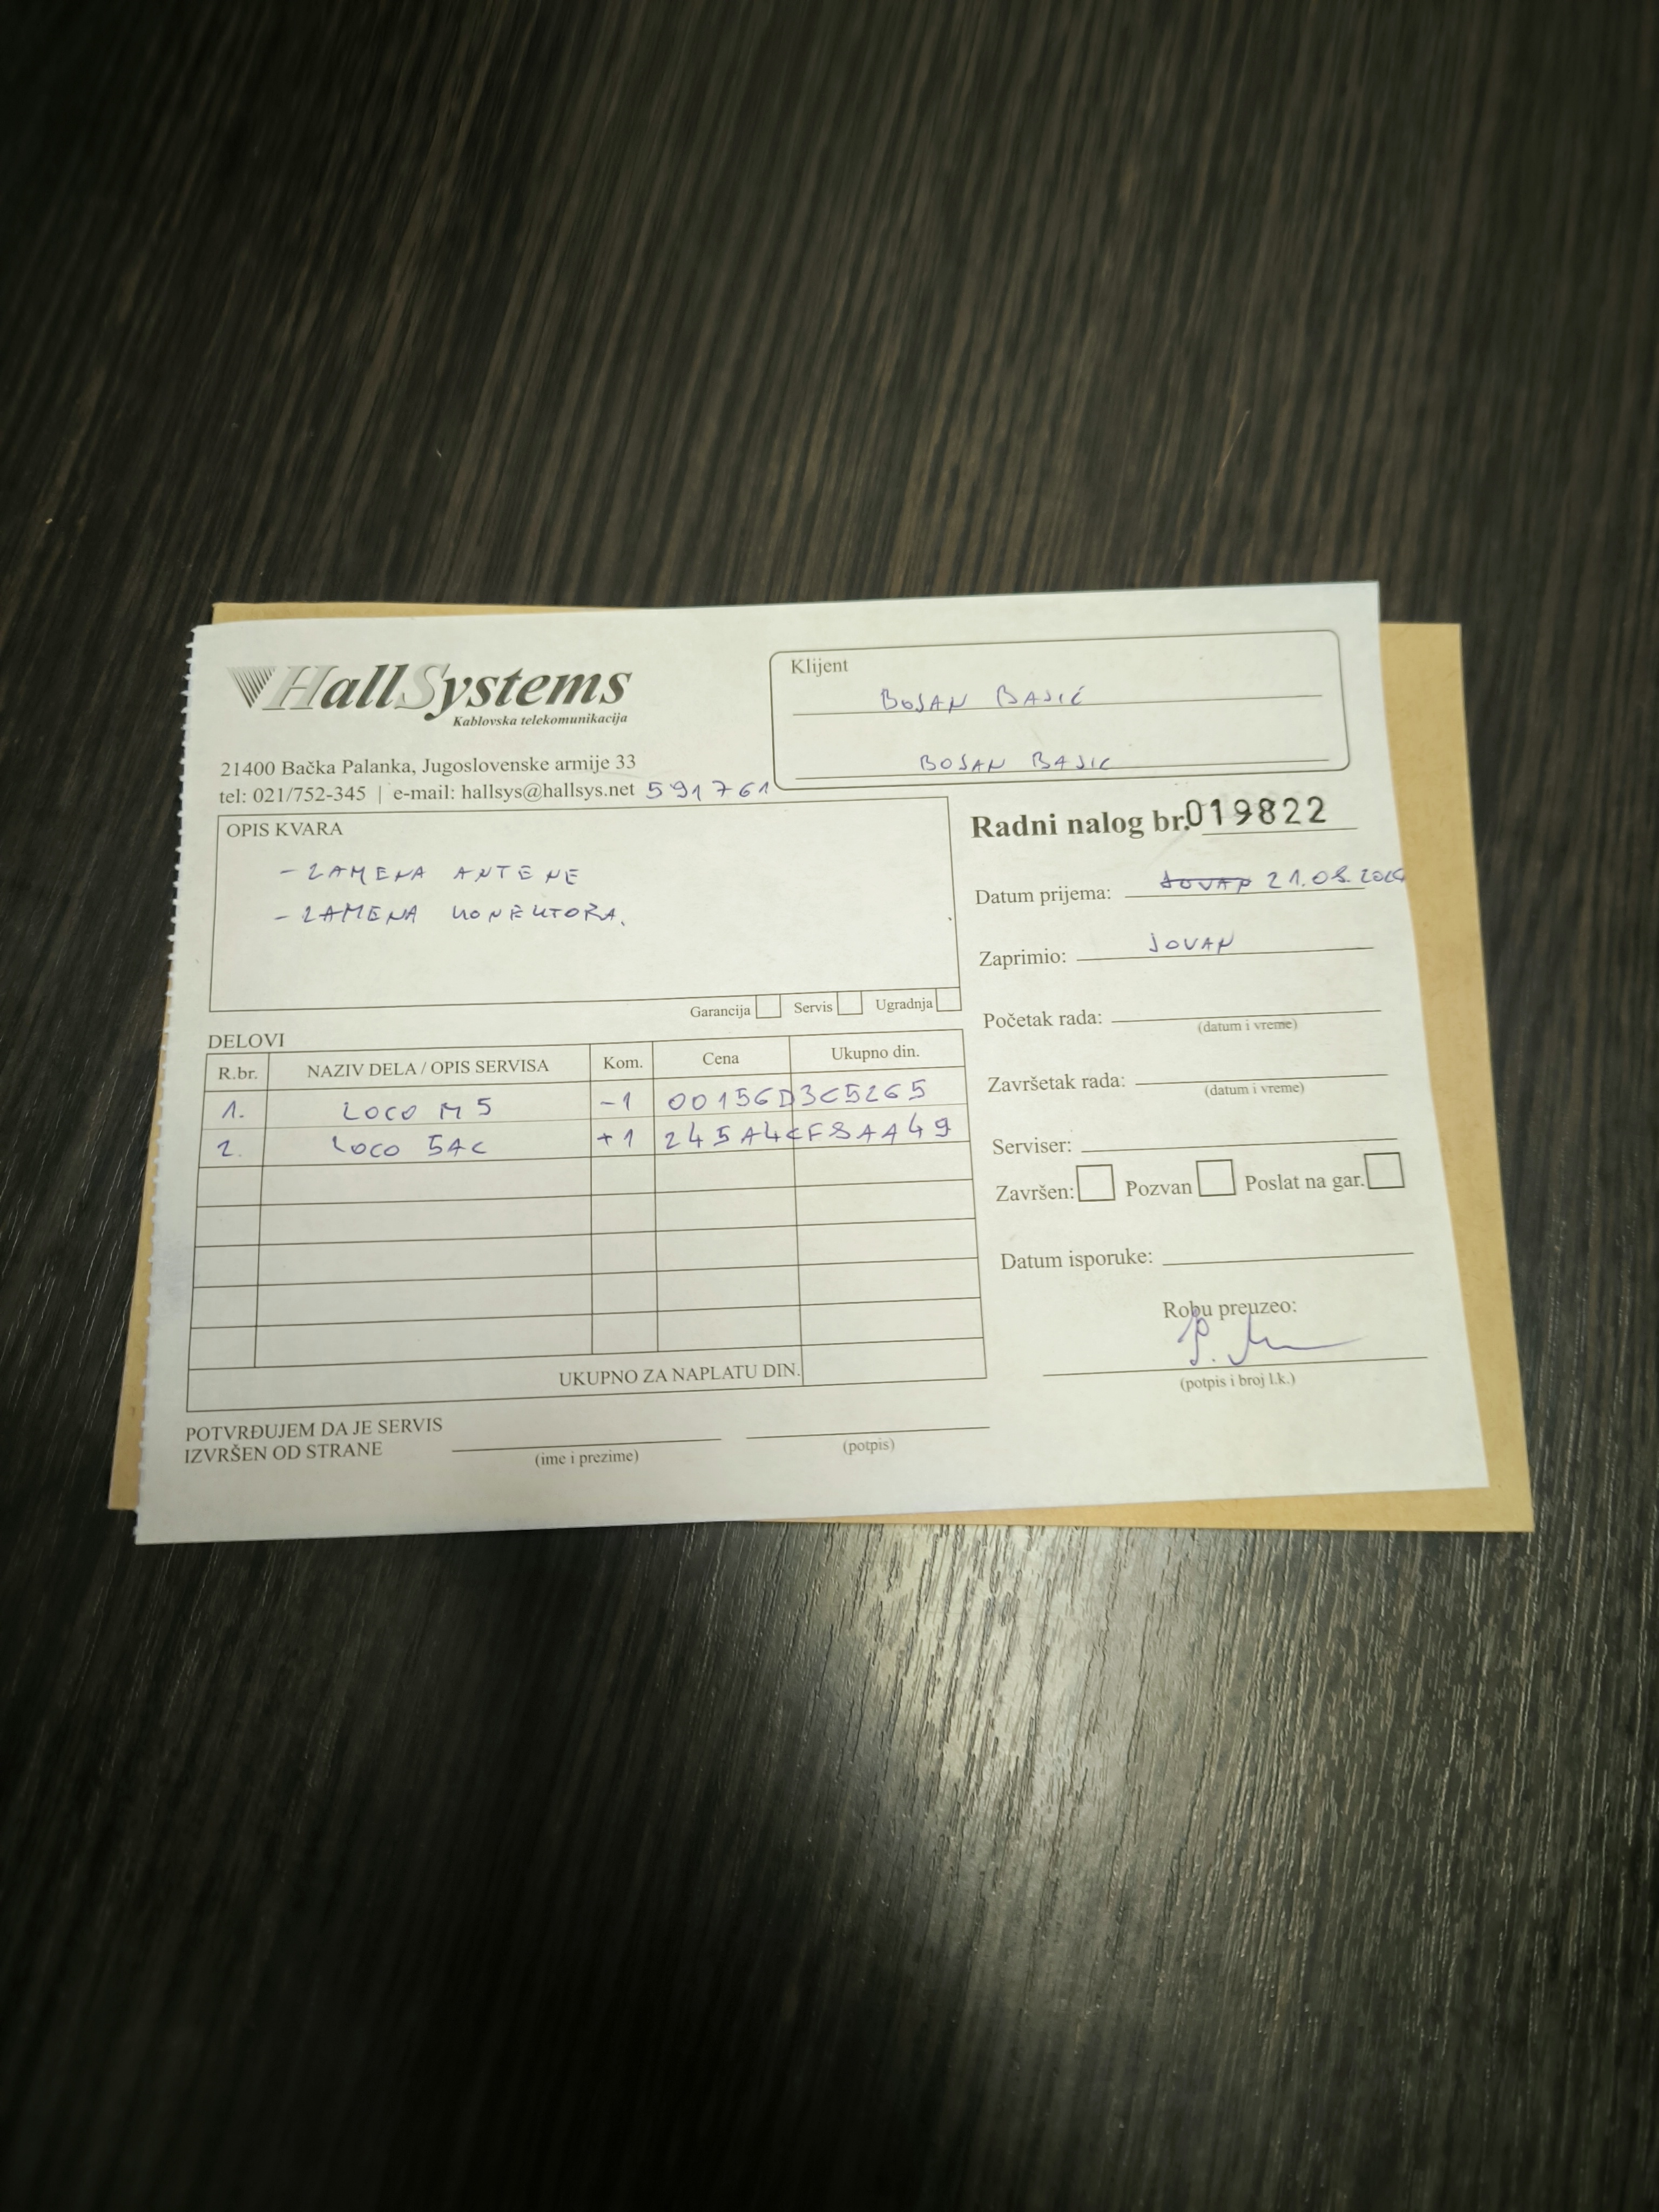 HallSystems
Kablovska telekomunikacija
21400 Bačka Palanka, Jugoslovenske armije 33
tel: 021/752-345 | e-mail: hallsys@hallsys.net 591761
Klijent
BOJAN BASIĆ
BOJAN BASIC
OPIS KVARA
- ZAMENA ANTENE
- ZAMENA KONEKTORA.
Garancija Servis Ugradnja
Radni nalog br. 019822
Datum prijema: JOVAN 21.08.
Zaprimio: JOVAN
Početak rada:
(datum i vreme)
Završetak rada:
(datum i vreme)
Serviser:
Završen: Pozvan Poslat na gar.
Datum isporuke:
Robu preuzeo:
(potpis i broj l.k.)
DELOVI
R.br. NAZIV DELA / OPIS SERVISA Kom. Cena Ukupno din.
1. LOCO M5 -1 00156D3C5265
2. LOCO 5AC +1 245A4CF8AA49
UKUPNO ZA NAPLATU DIN.
POTVRĐUJEM DA JE SERVIS
IZVRŠEN OD STRANE
(ime i prezime) (potpis)